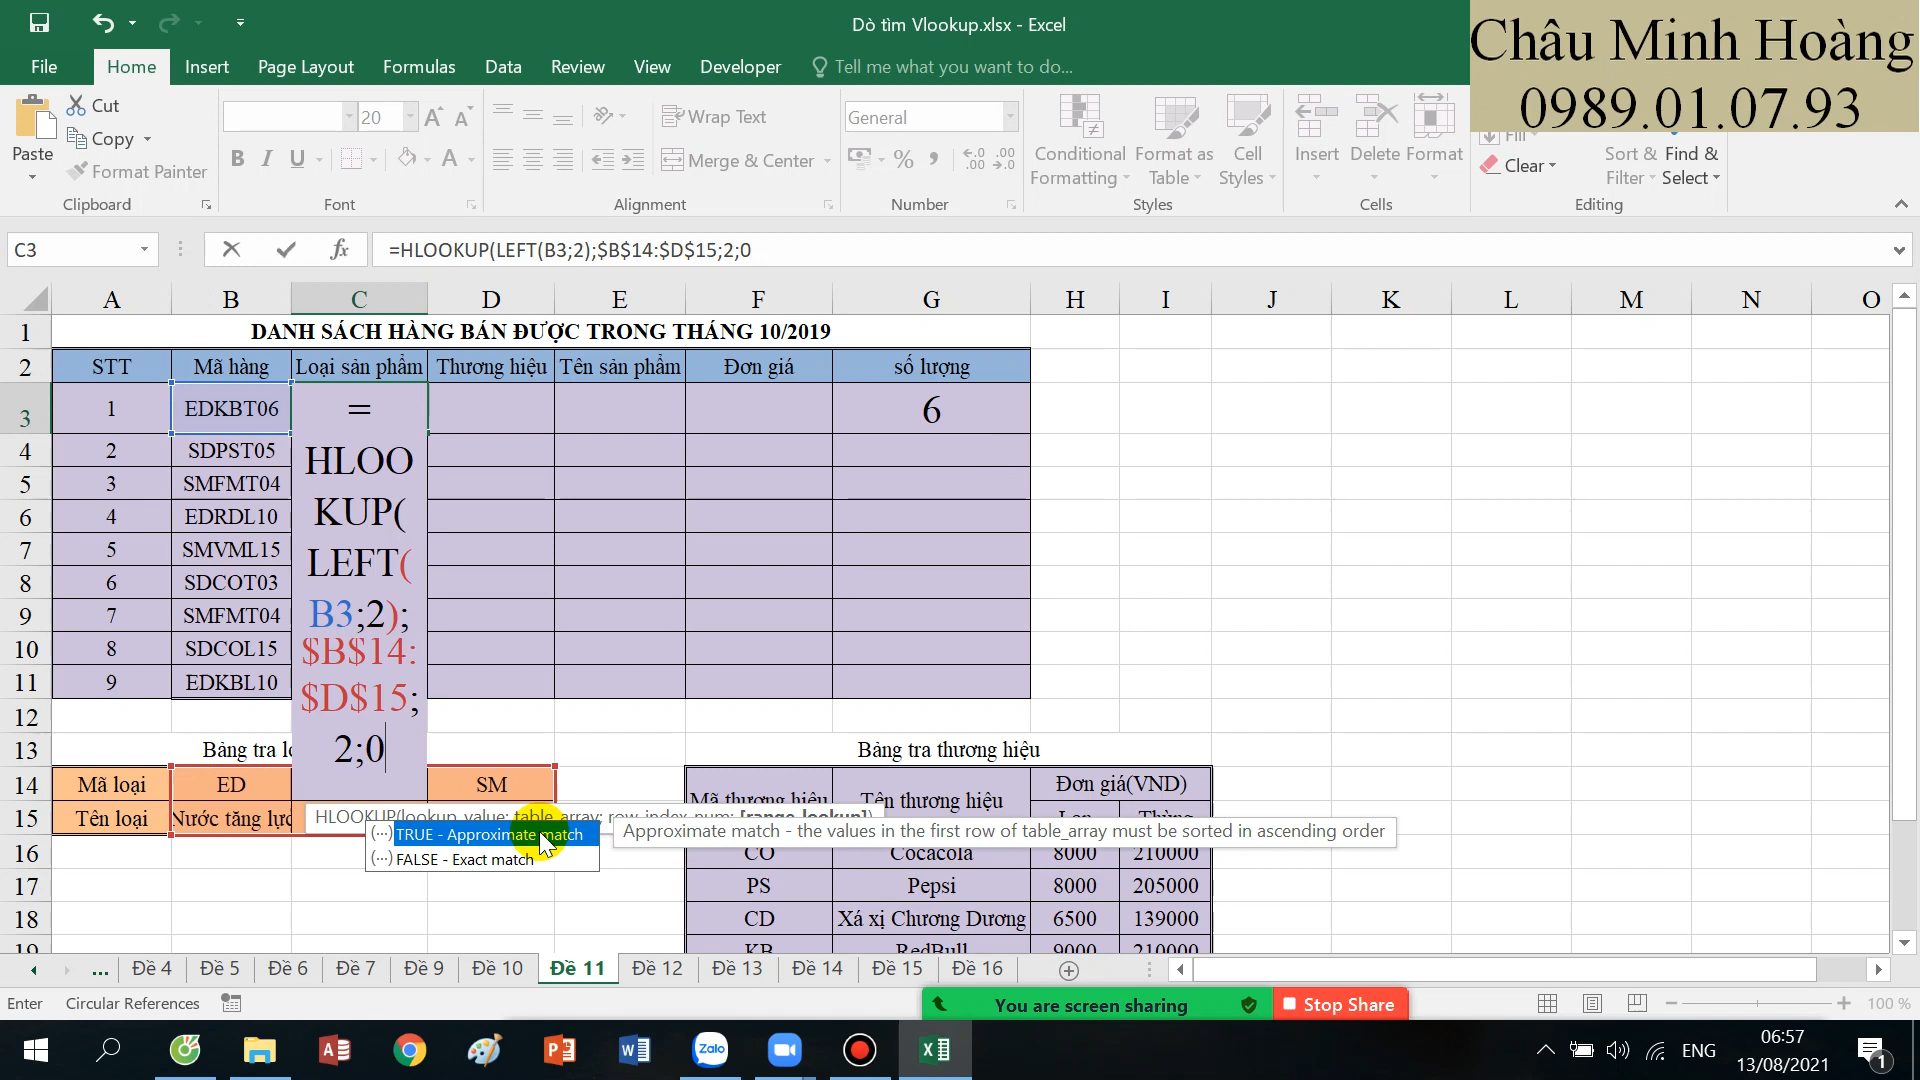 Dò tìm Vlookup.xlsx - Excel
Châu Minh Hoàng
0989.01.07.93
File Home Insert Page Layout Formulas Data Review View Developer Tell me what you want to do...
Paste Cut Copy Format Painter
Clipboard
20
B I U A
Font
Wrap Text
Merge & Center
Alignment
General
% ,
Number
Conditional Formatting Format as Table Cell Styles
Styles
Insert Delete Format
Cells
Fill Clear Sort & Filter Find & Select
Editing
C3 fx =HLOOKUP(LEFT(B3;2);$B$14:$D$15;2;0
A B C D E F G H I J K L M N O
1 DANH SÁCH HÀNG BÁN ĐƯỢC TRONG THÁNG 10/2019
2 STT Mã hàng Loại sản phẩm Thương hiệu Tên sản phẩm Đơn giá số lượng
3 1 EDKBT06 = 6
4 2 SDPST05 HLOO
5 3 SMFMT04
6 4 EDRDL10 KUP(
7 5 SMVML15 LEFT(
8 6 SDCOT03
9 7 SMFMT04 B3;2);
10 8 SDCOL15 $B$14:
11 9 EDKBL10 $D$15;
12
13 Bảng tra 2;0 Bảng tra thương hiệu
14 Mã loại ED SM Mã thương hiệu Tên thương hiệu Đơn giá(VND)
15 Tên loại Nước tăng lực Lon Thùng
HLOOKUP(lookup_value; table_array; row_index_num; [range_lookup])
(...) TRUE - Approximate match
(...) FALSE - Exact match
Approximate match - the values in the first row of table_array must be sorted in ascending order
16 CO Cocacola 8000 210000
17 PS Pepsi 8000 205000
18 CD Xá xị Chương Dương 6500 139000
19 KB RedBull 9000 210000
... Đề 4 Đề 5 Đề 6 Đề 7 Đề 9 Đề 10 Đề 11 Đề 12 Đề 13 Đề 14 Đề 15 Đề 16
Enter Circular References
You are screen sharing Stop Share
100 %
Zalo
ENG
06:57
13/08/2021
1